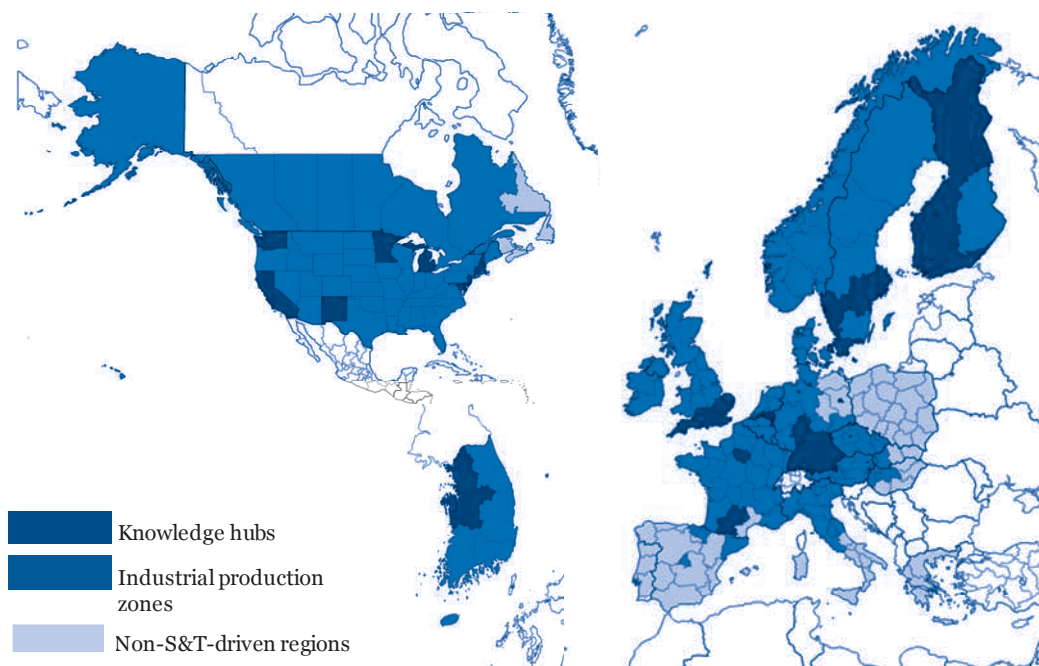 Knowledge hubs
Industrial production
zones
Non-S&T-driven regions